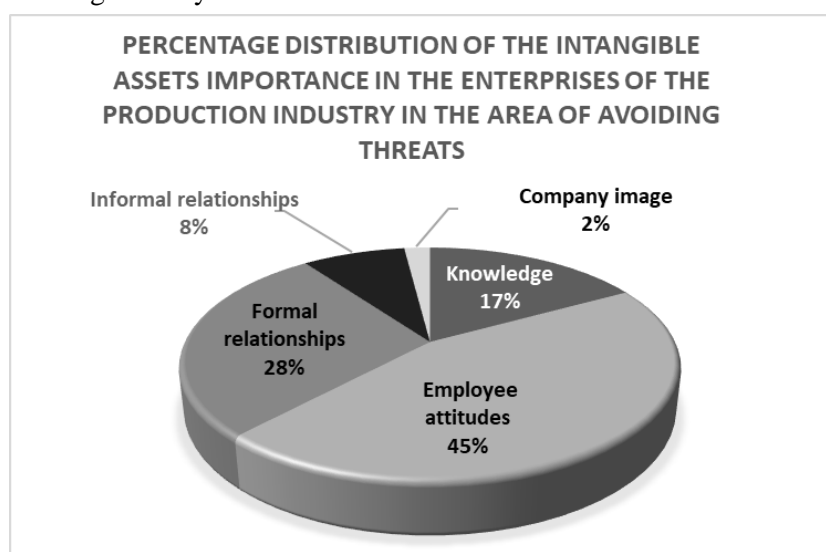 PERCENTAGE DISTRIBUTION OF THE INTANGIBLE
ASSETS IMPORTANCE IN THE ENTERPRISES OF THE
PRODUCTION INDUSTRY IN THE AREA OF AVOIDING
THREATS
Informal relationships
8%
Company image
2%
Knowledge
17%
Formal
relationships
28%
Employee
attitudes
45%